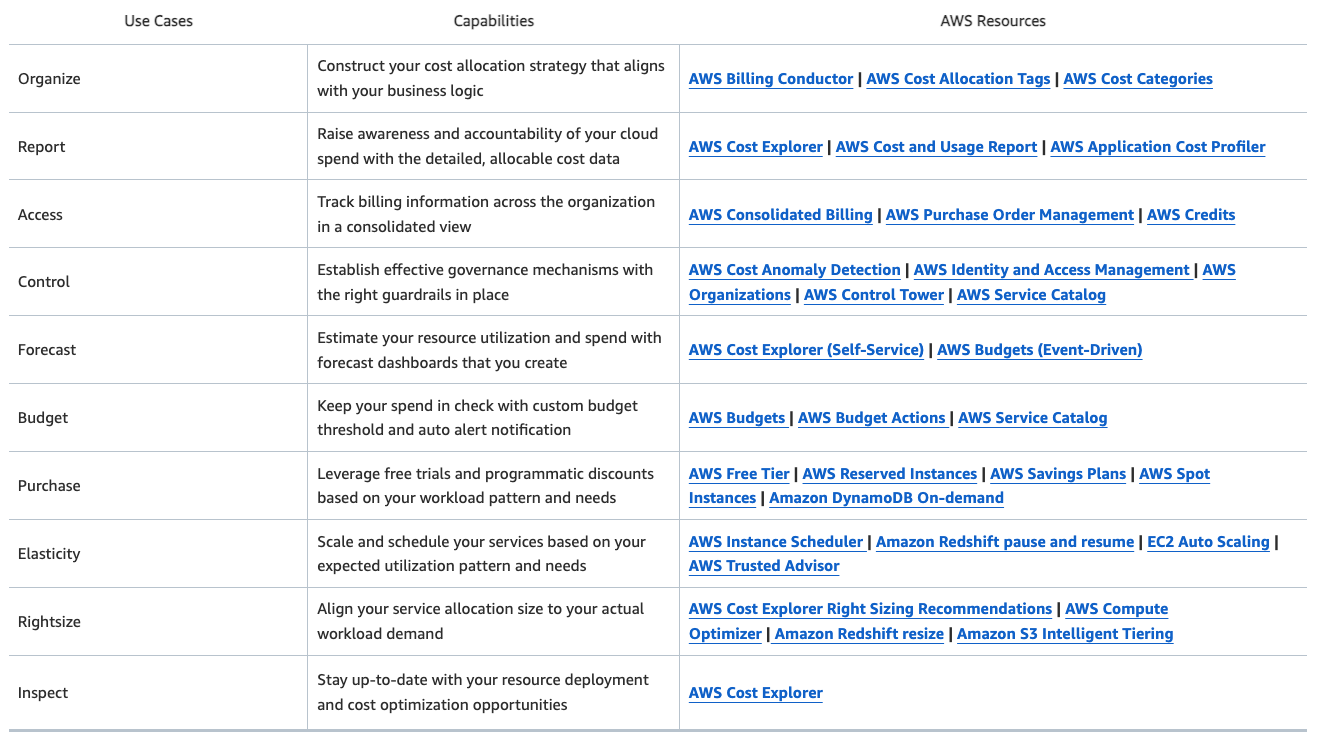 Use Cases Capabilities AWS Resources
Organize
Construct your cost allocation strategy that aligns
with your business logic
AWS Billing Conductor | AWS Cost Allocation Tags | AWS Cost Categories
Report
Raise awareness and accountability of your cloud
spend with the detailed, allocable cost data
AWS Cost Explorer | AWS Cost and Usage Report | AWS Application Cost Profiler
Access
Track billing information across the organization
in a consolidated view
AWS Consolidated Billing | AWS Purchase Order Management | AWS Credits
Control
Establish effective governance mechanisms with
the right guardrails in place
AWS Cost Anomaly Detection | AWS Identity and Access Management | AWS
Organizations | AWS Control Tower | AWS Service Catalog
Forecast
Estimate your resource utilization and spend with
forecast dashboards that you create
AWS Cost Explorer (Self-Service) | AWS Budgets (Event-Driven)
Budget
Keep your spend in check with custom budget
threshold and auto alert notification
AWS Budgets | AWS Budget Actions | AWS Service Catalog
Purchase
Leverage free trials and programmatic discounts
based on your workload pattern and needs
AWS Free Tier | AWS Reserved Instances | AWS Savings Plans | AWS Spot
Instances | Amazon DynamoDB On-demand
Elasticity
Scale and schedule your services based on your
expected utilization pattern and needs
AWS Instance Scheduler | Amazon Redshift pause and resume | EC2 Auto Scaling |
AWS Trusted Advisor
Rightsize
Align your service allocation size to your actual
workload demand
AWS Cost Explorer Right Sizing Recommendations | AWS Compute
Optimizer | Amazon Redshift resize | Amazon S3 Intelligent Tiering
Inspect
Stay up-to-date with your resource deployment
and cost optimization opportunities
AWS Cost Explorer